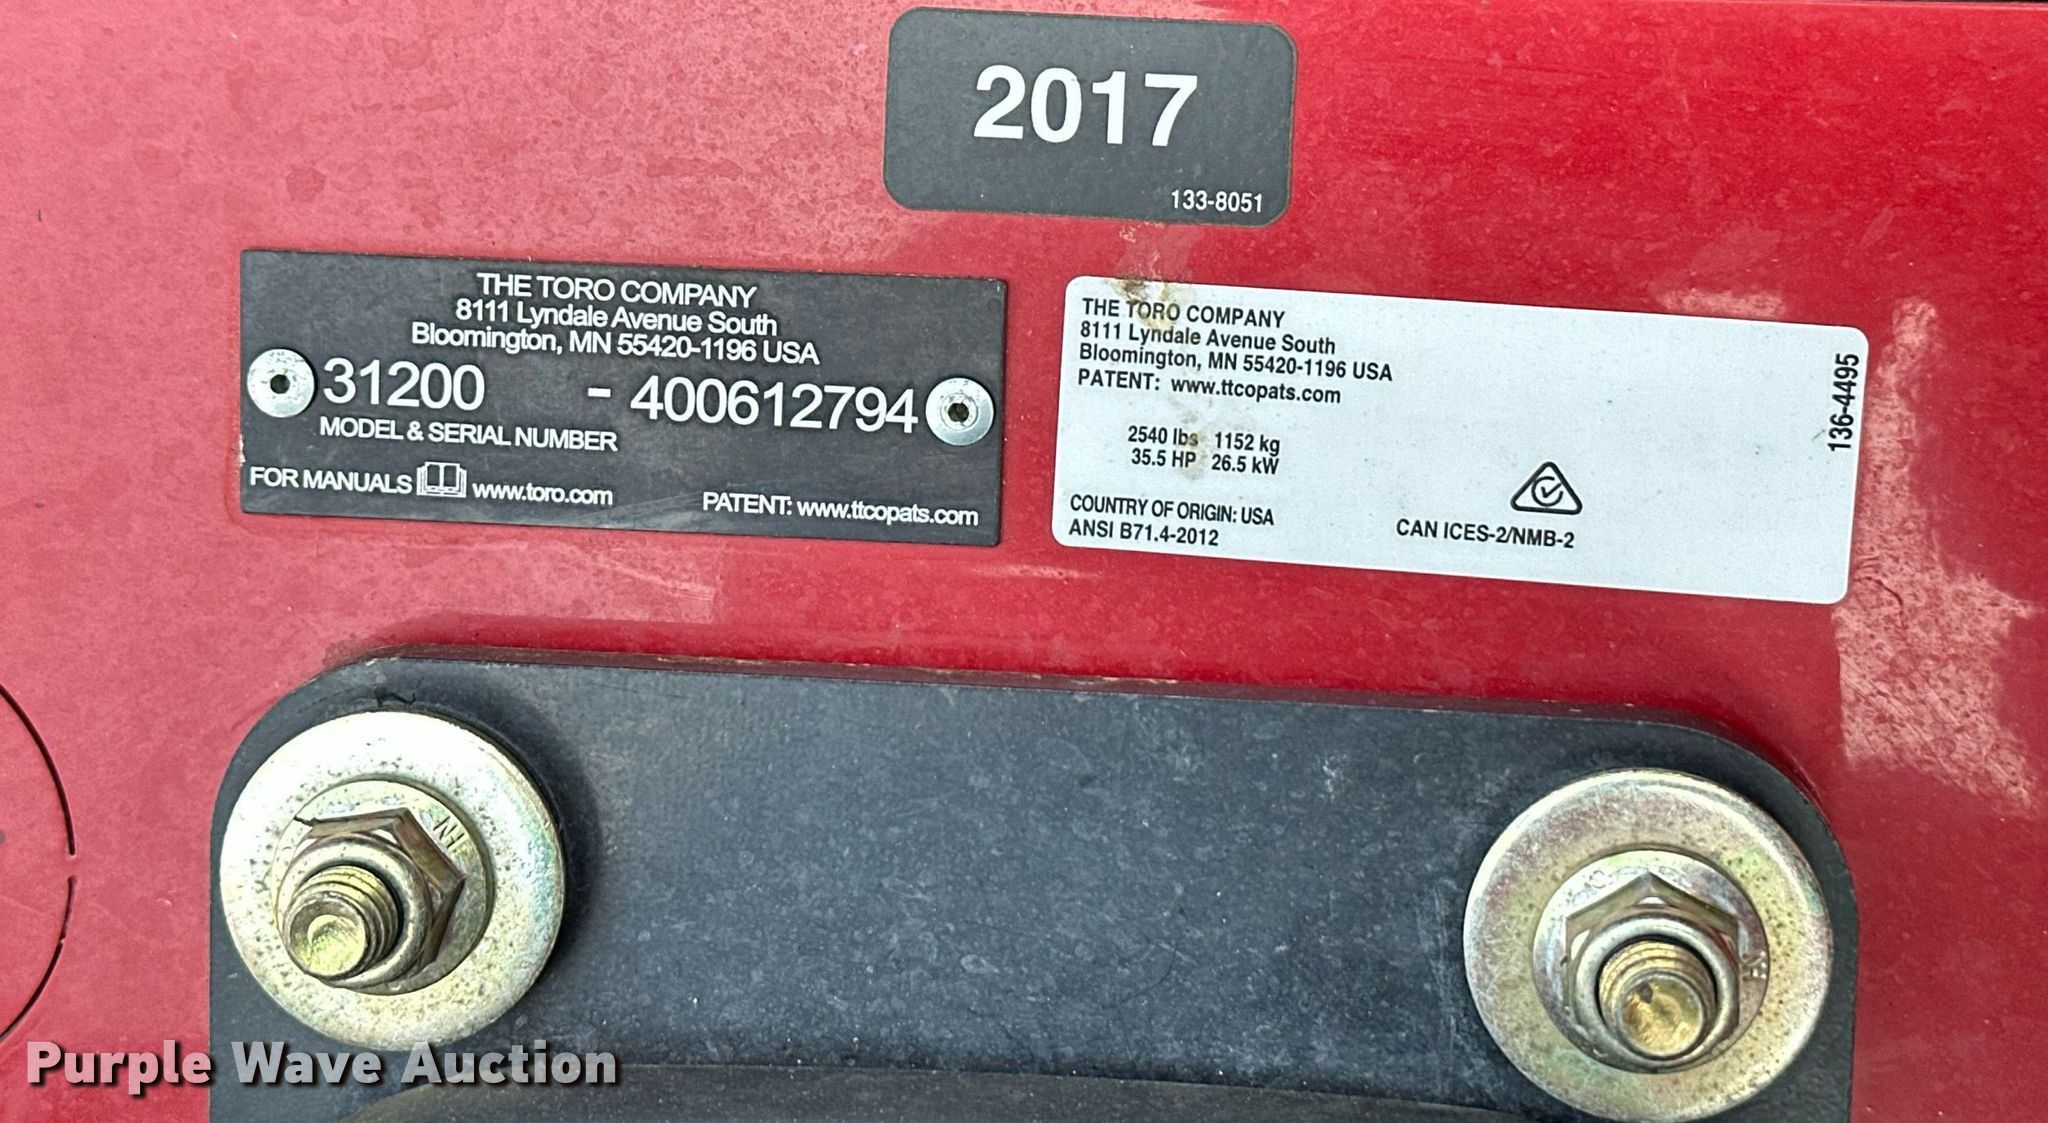 2017
133-8051
THE TORO COMPANY
8111 Lyndale Avenue South
Bloomington, MN 55420-1196 USA
31200 - 400612794
MODEL & SERIAL NUMBER
FOR MANUALS www.toro.com
PATENT: www.ttcopats.com
THE TORO COMPANY
8111 Lyndale Avenue South
Bloomington, MN 55420-1196 USA
PATENT: www.ttcopats.com
2540 lbs 1152 kg
35.5 HP 26.5 kW
COUNTRY OF ORIGIN: USA
ANSI B71.4-2012
CAN ICES-2/NMB-2
136-4495
Purple Wave Auction